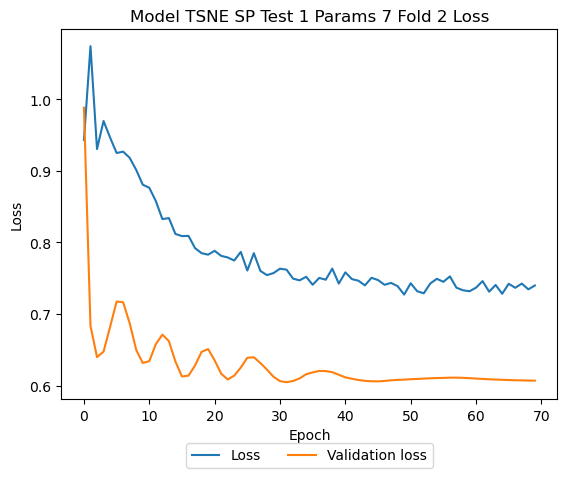 Model TSNE SP Test 1 Params 7 Fold 2 Loss
1.0
0.9
0.8
0.7
0.6
Loss
0 10 20 30 40 50 60 70
Epoch
Loss Validation loss